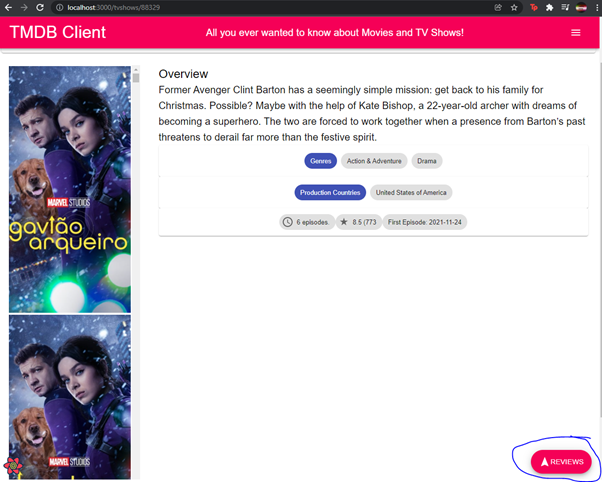 localhost:3000/tvshows/88329
TMDB Client
All you ever wanted to know about Movies and TV Shows!
MARVEL STUDIOS
gavião
arqueiro
MARVEL STUDIOS
Overview
Former Avenger Clint Barton has a seemingly simple mission: get back to his family for
Christmas. Possible? Maybe with the help of Kate Bishop, a 22-year-old archer with dreams of
becoming a superhero. The two are forced to work together when a presence from Barton's past
threatens to derail far more than the festive spirit.
Genres Action & Adventure Drama
Production Countries United States of America
6 episodes 8.5 (773 First Episode: 2021-11-24
REVIEWS